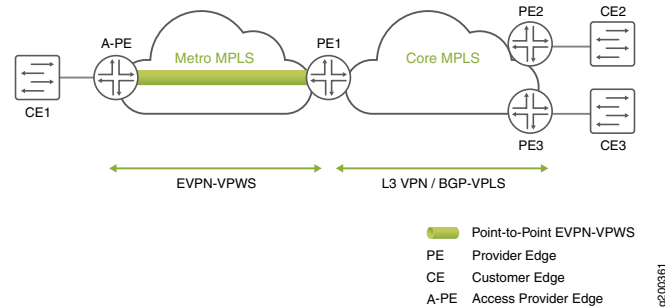 PE2
CE2
A-PE
PE1
Metro MPLS
Core MPLS
CE1
PE3
CE3
EVPN-VPWS
L3 VPN / BGP-VPLS
Point-to-Point EVPN-VPWS
PE Provider Edge
CE Customer Edge
A-PE Access Provider Edge
g200361